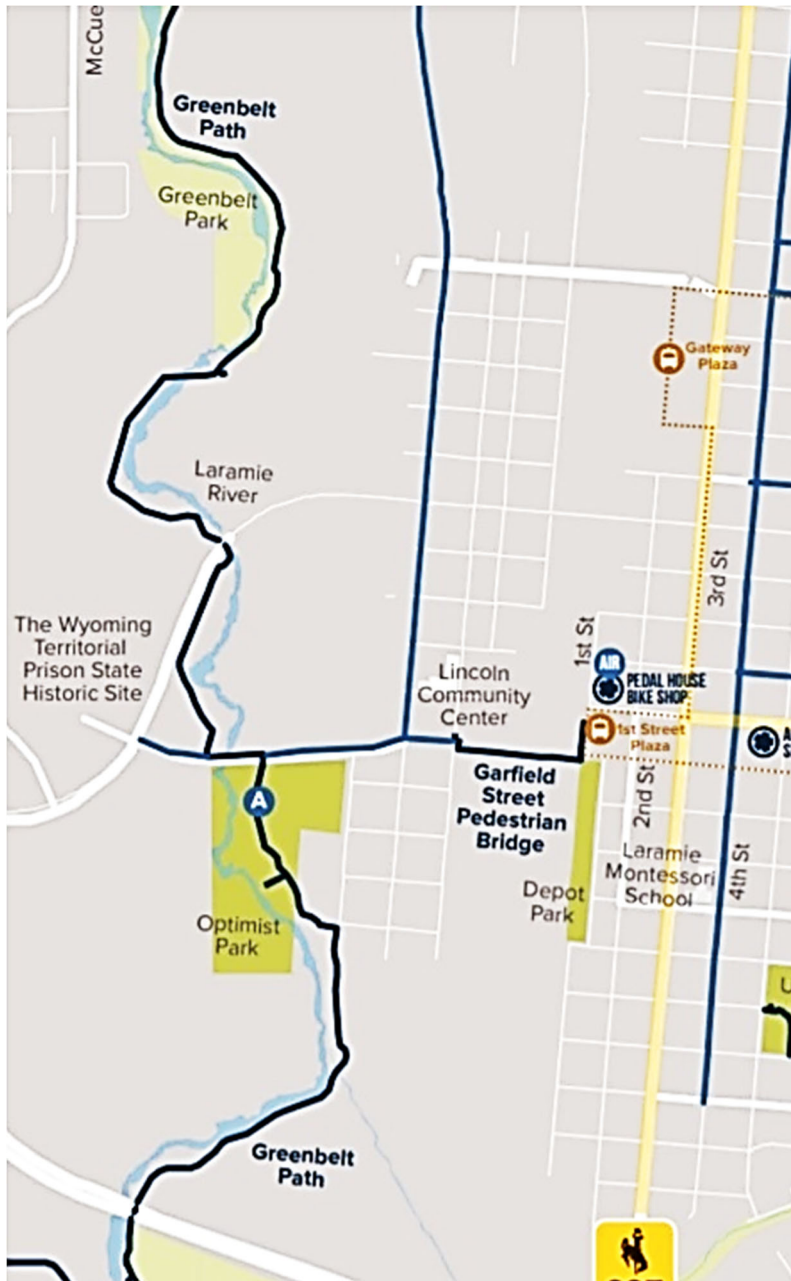 McCue
Greenbelt
Path
Greenbelt
Park
Gateway
Plaza
Laramie
River
3rd St
The Wyoming
Territorial
Prison State
Historic Site
1st St
AIR
PEDAL HOUSE
BIKE SHOP
Lincoln
Community
Center
1st Street
Plaza
Garfield
Street
Pedestrian
Bridge
2nd St
A
Laramie
Montessori
School
4th St
Depot
Park
Optimist
Park
Greenbelt
Path